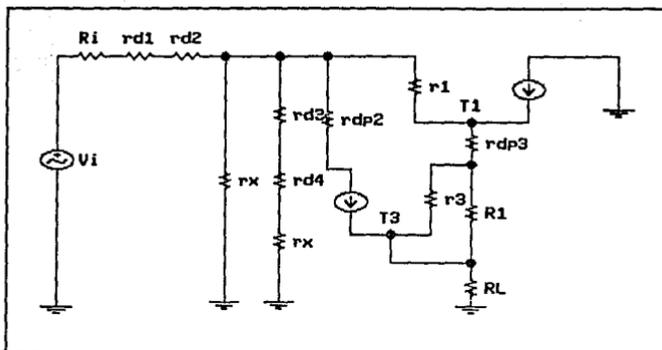 Ri rd1 rd2
r1
T1
rd3 rdp2
rdp3
Vi
rx rd4 r3 R1
T3
rx
RL